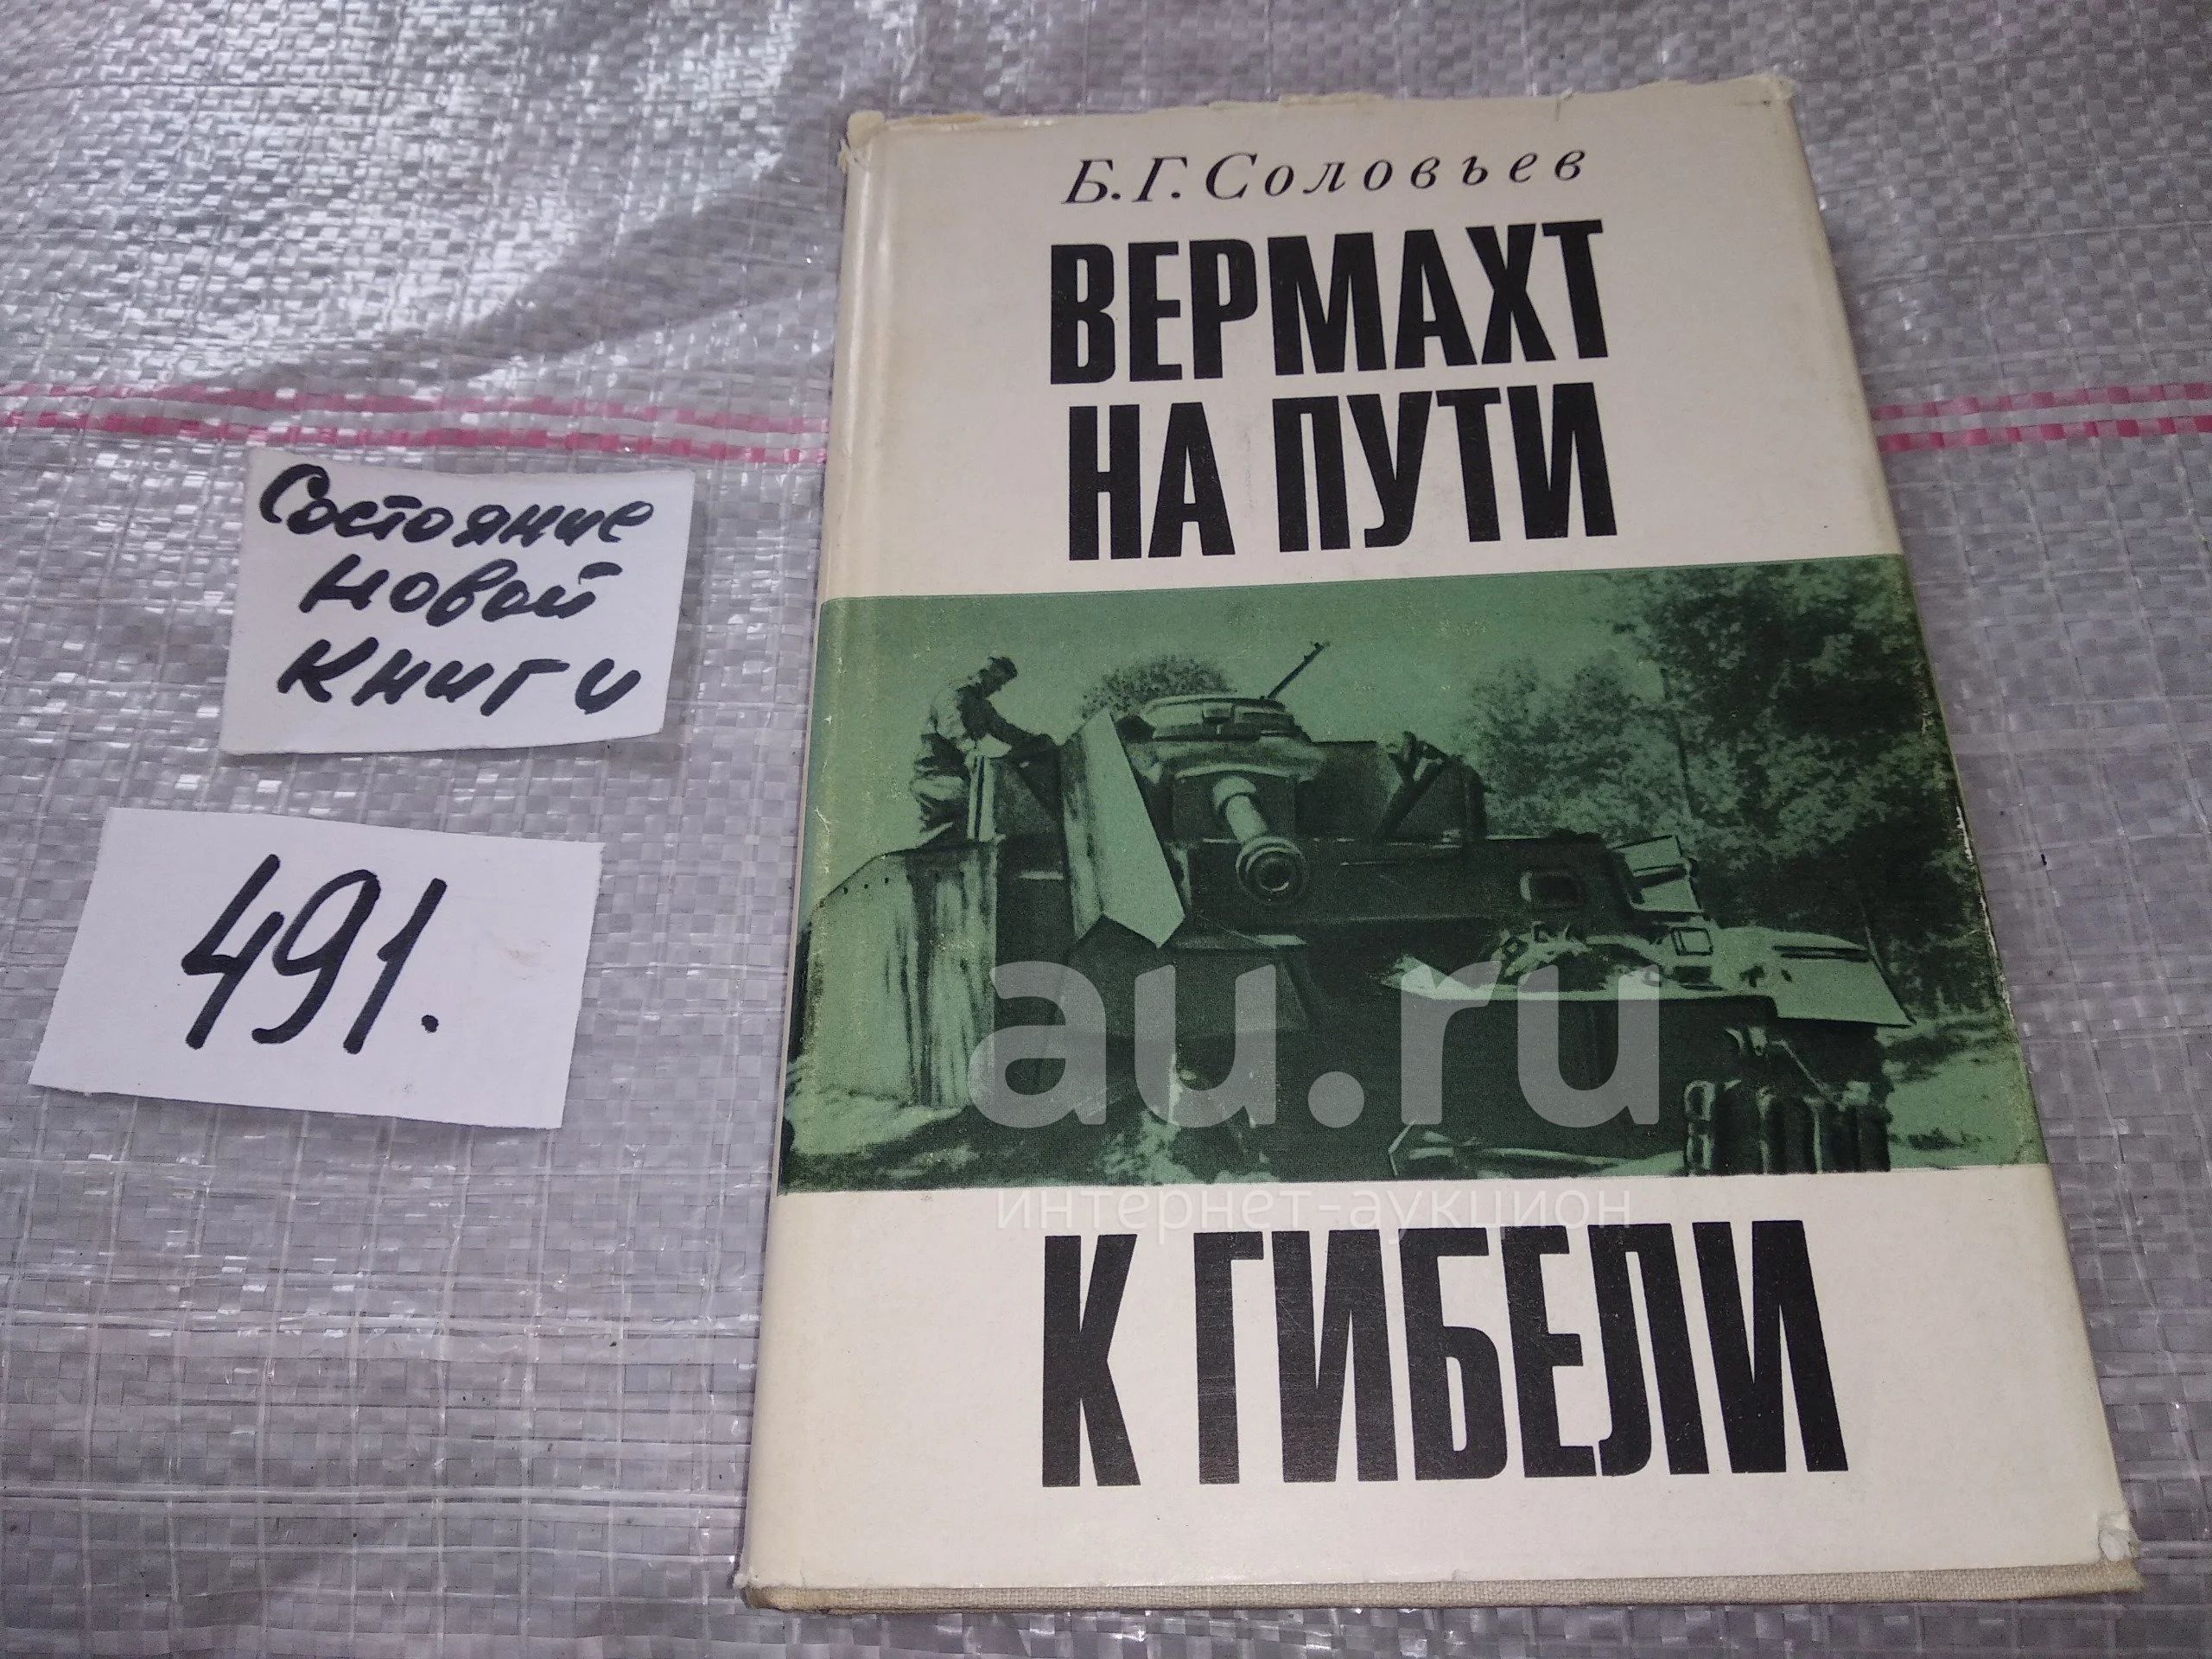 Б.Г. Соловьев
ВЕРМАХТ
НА ПУТИ
К ГИБЕЛИ
Состояние
новой
книги
491.
au.ru
интернет-аукцион